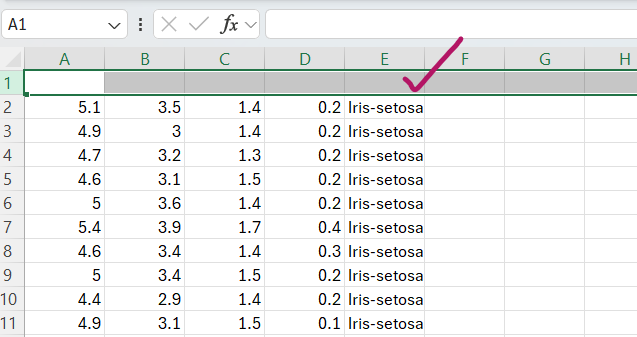 A1 fx
A B C D E F G H
1
2 5.1 3.5 1.4 0.2 Iris-setosa
3 4.9 3 1.4 0.2 Iris-setosa
4 4.7 3.2 1.3 0.2 Iris-setosa
5 4.6 3.1 1.5 0.2 Iris-setosa
6 5 3.6 1.4 0.2 Iris-setosa
7 5.4 3.9 1.7 0.4 Iris-setosa
8 4.6 3.4 1.4 0.3 Iris-setosa
9 5 3.4 1.5 0.2 Iris-setosa
10 4.4 2.9 1.4 0.2 Iris-setosa
11 4.9 3.1 1.5 0.1 Iris-setosa